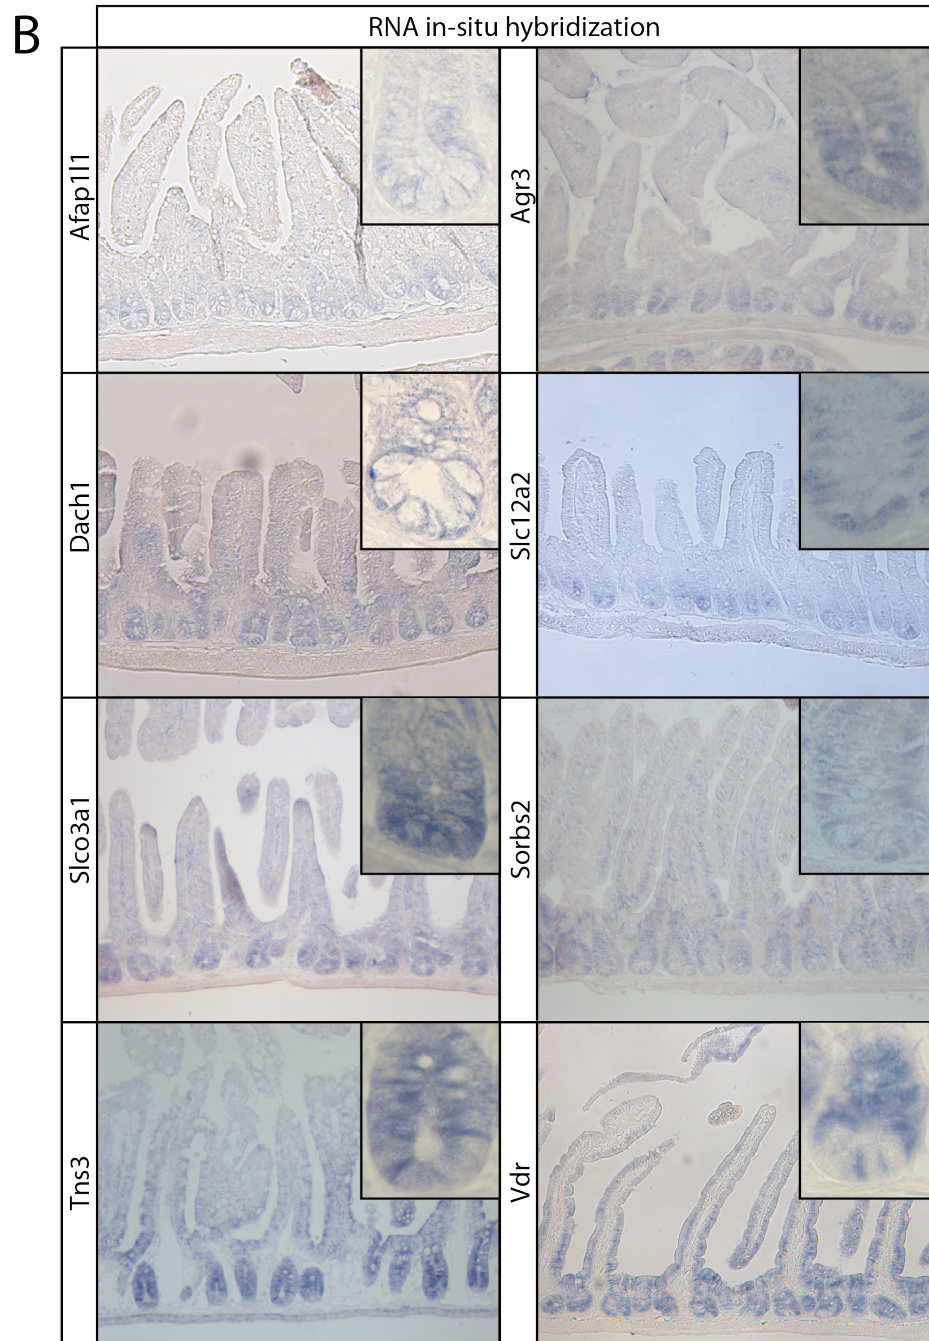 B
RNA in-situ hybridization
Afap1l1
Agr3
Dach1
Slc12a2
Slco3a1
Sorbs2
Tns3
Vdr